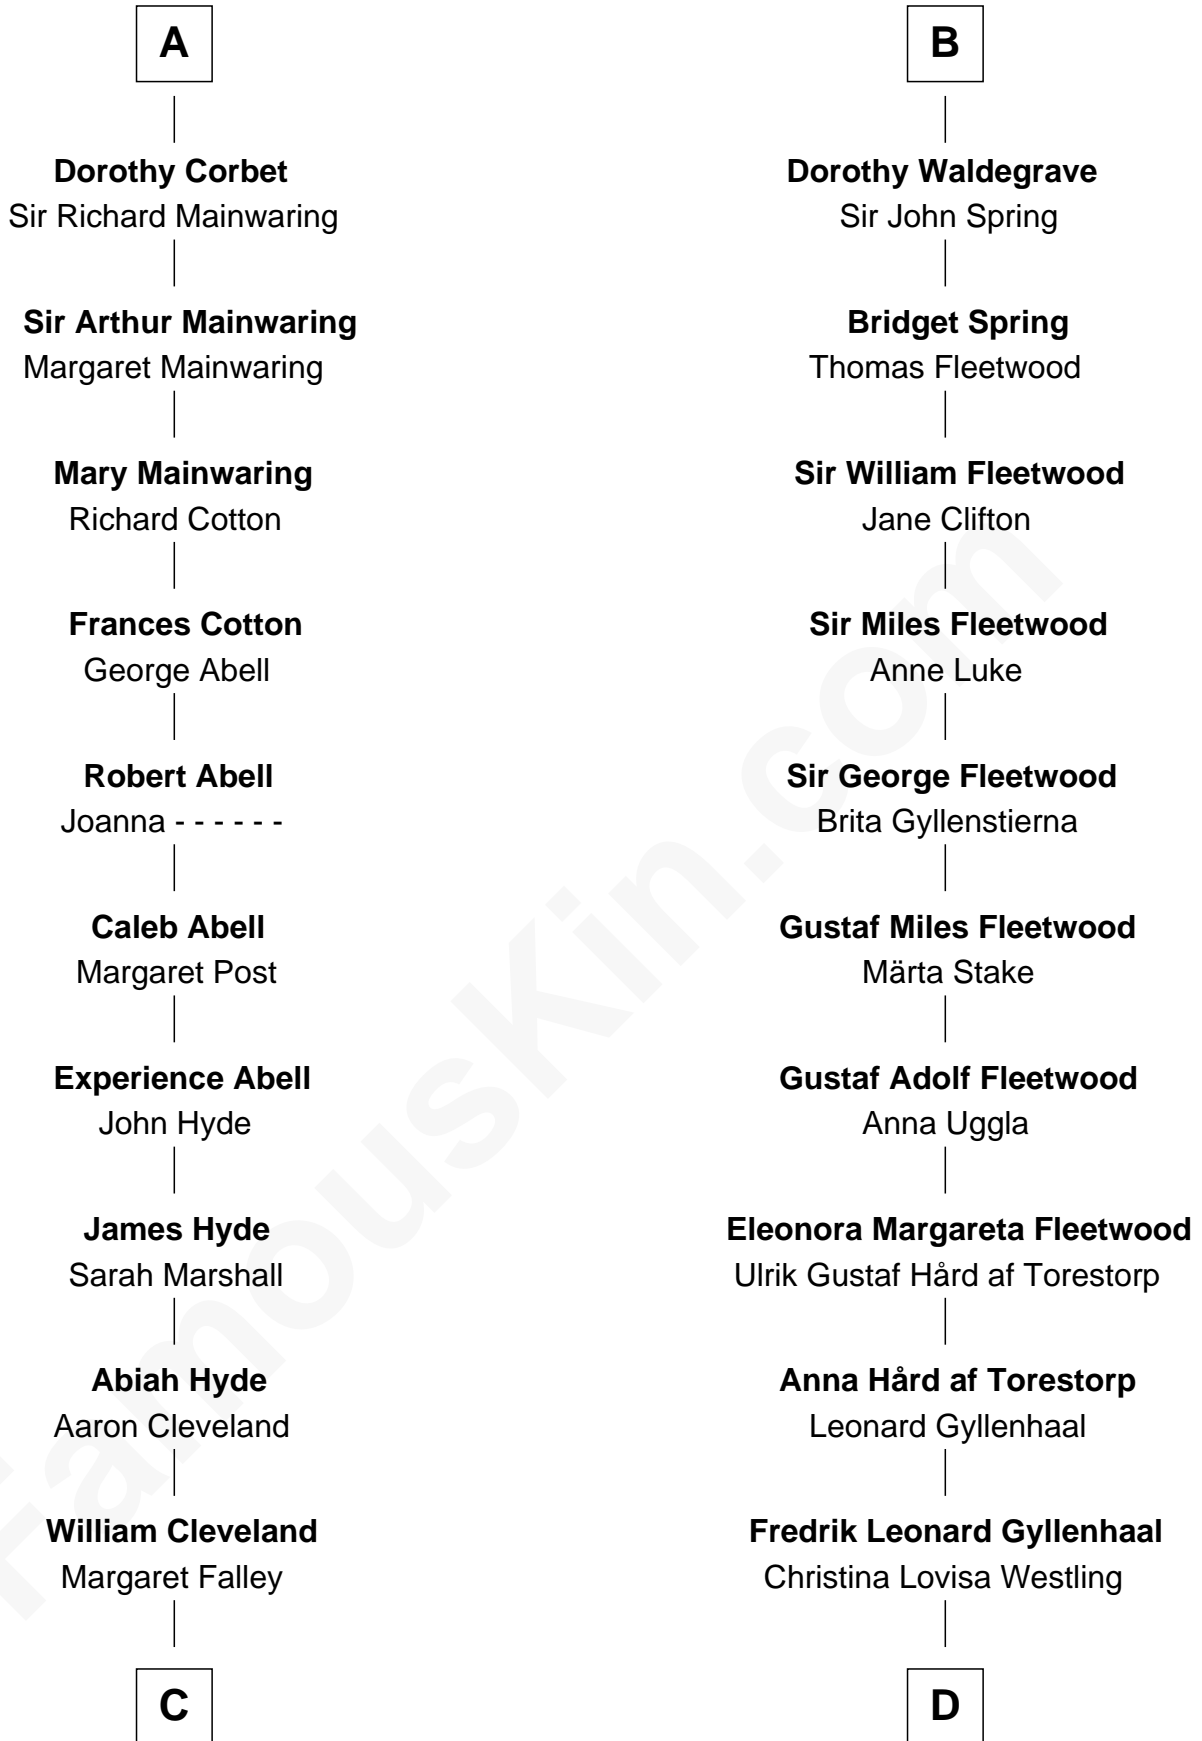 A
Dorothy Corbet
Sir Richard Mainwaring
Sir Arthur Mainwaring
Margaret Mainwaring
Mary Mainwaring
Richard Cotton
Frances Cotton
George Abell
Robert Abell
Joanna - - - - - -
Caleb Abell
Margaret Post
Experience Abell
John Hyde
James Hyde
Sarah Marshall
Abiah Hyde
Aaron Cleveland
William Cleveland
Margaret Falley
C
B
Dorothy Waldegrave
Sir John Spring
Bridget Spring
Thomas Fleetwood
Sir William Fleetwood
Jane Clifton
Sir Miles Fleetwood
Anne Luke
Sir George Fleetwood
Brita Gyllenstierna
Gustaf Miles Fleetwood
Märta Stake
Gustaf Adolf Fleetwood
Anna Uggla
Eleonora Margareta Fleetwood
Ulrik Gustaf Hård af Torestorp
Anna Hård af Torestorp
Leonard Gyllenhaal
Fredrik Leonard Gyllenhaal
Christina Lovisa Westling
D
FamousKin.com